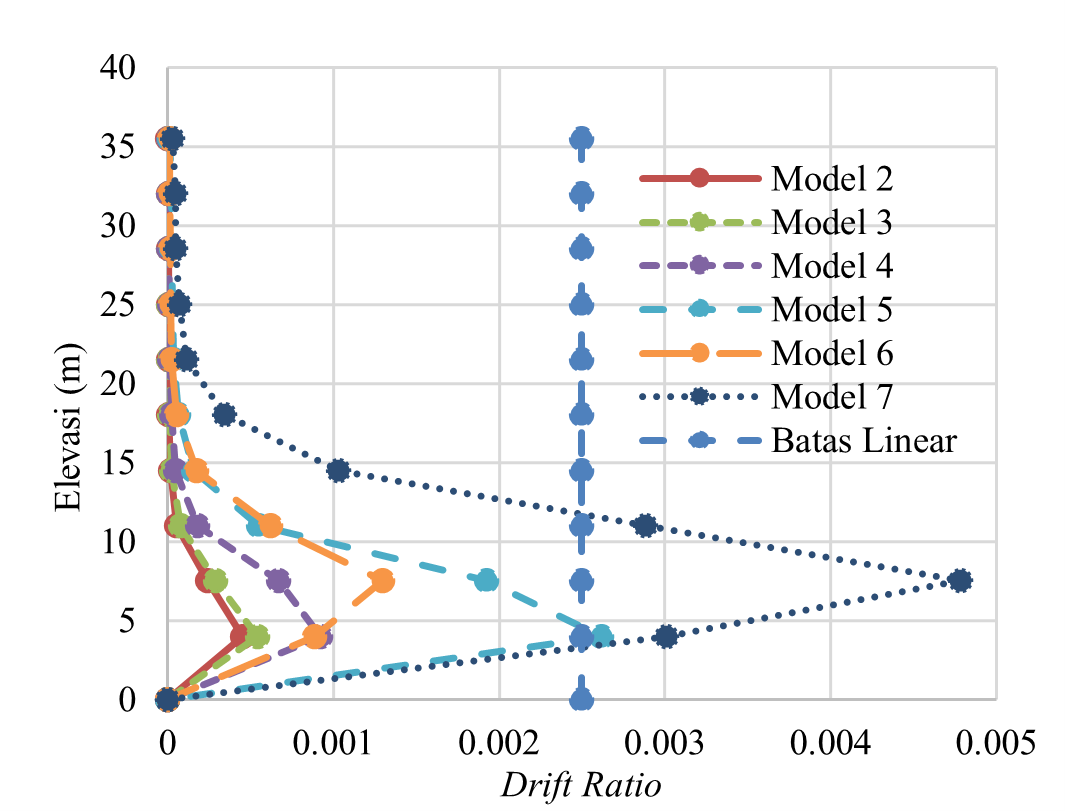 40
35
30
25
20
15
10
5
0
Elevasi (m)
Model 2
Model 3
Model 4
Model 5
Model 6
Model 7
Batas Linear
0 0.001 0.002 0.003 0.004 0.005
Drift Ratio